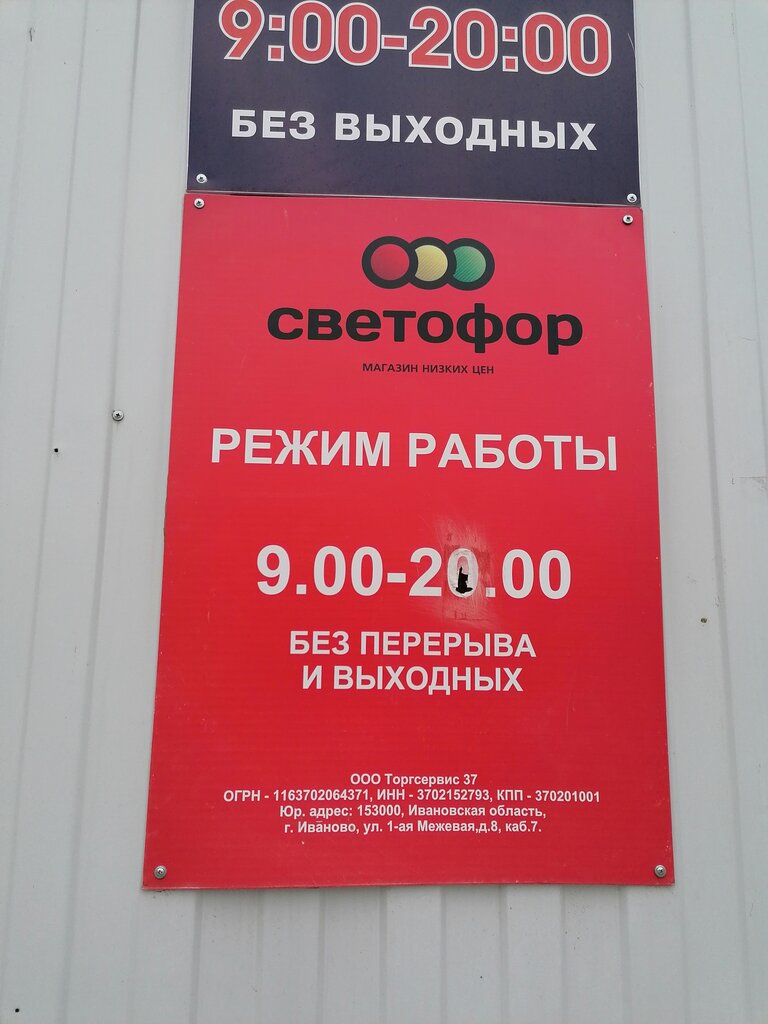 9:00-20:00
БЕЗ ВЫХОДНЫХ
светофор
МАГАЗИН НИЗКИХ ЦЕН
РЕЖИМ РАБОТЫ
9.00-20.00
БЕЗ ПЕРЕРЫВА
И ВЫХОДНЫХ
ООО Торгсервис 37
ОГРН - 1163702064371, ИНН - 3702152793, КПП - 370201001
Юр. адрес: 153000, Ивановская область,
г. Иваново, ул. 1-ая Межевая,д.8, каб.7.